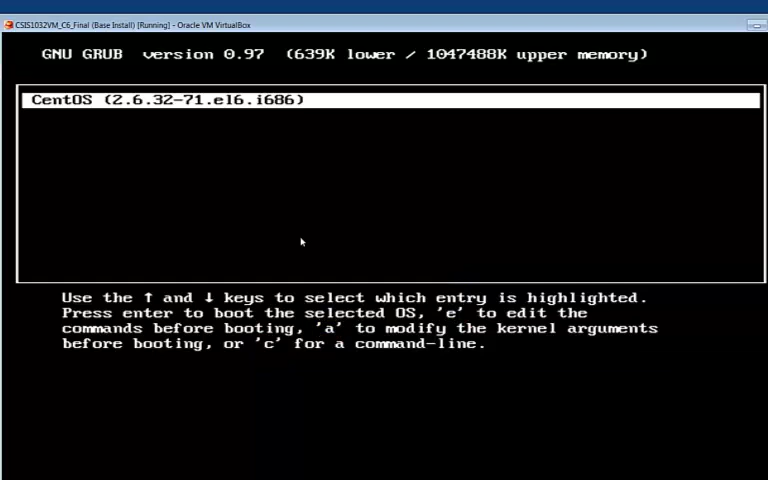 CSIS1032VM_C6_Final (Base Install) [Running] - Oracle VM VirtualBox
GNU GRUB version 0.97 (639K lower / 1047488K upper memory)
CentOS (2.6.32-71.el6.i686)
Use the ↑ and ↓ keys to select which entry is highlighted.
Press enter to boot the selected OS, 'e' to edit the
commands before booting, 'a' to modify the kernel arguments
before booting, or 'c' for a command-line.